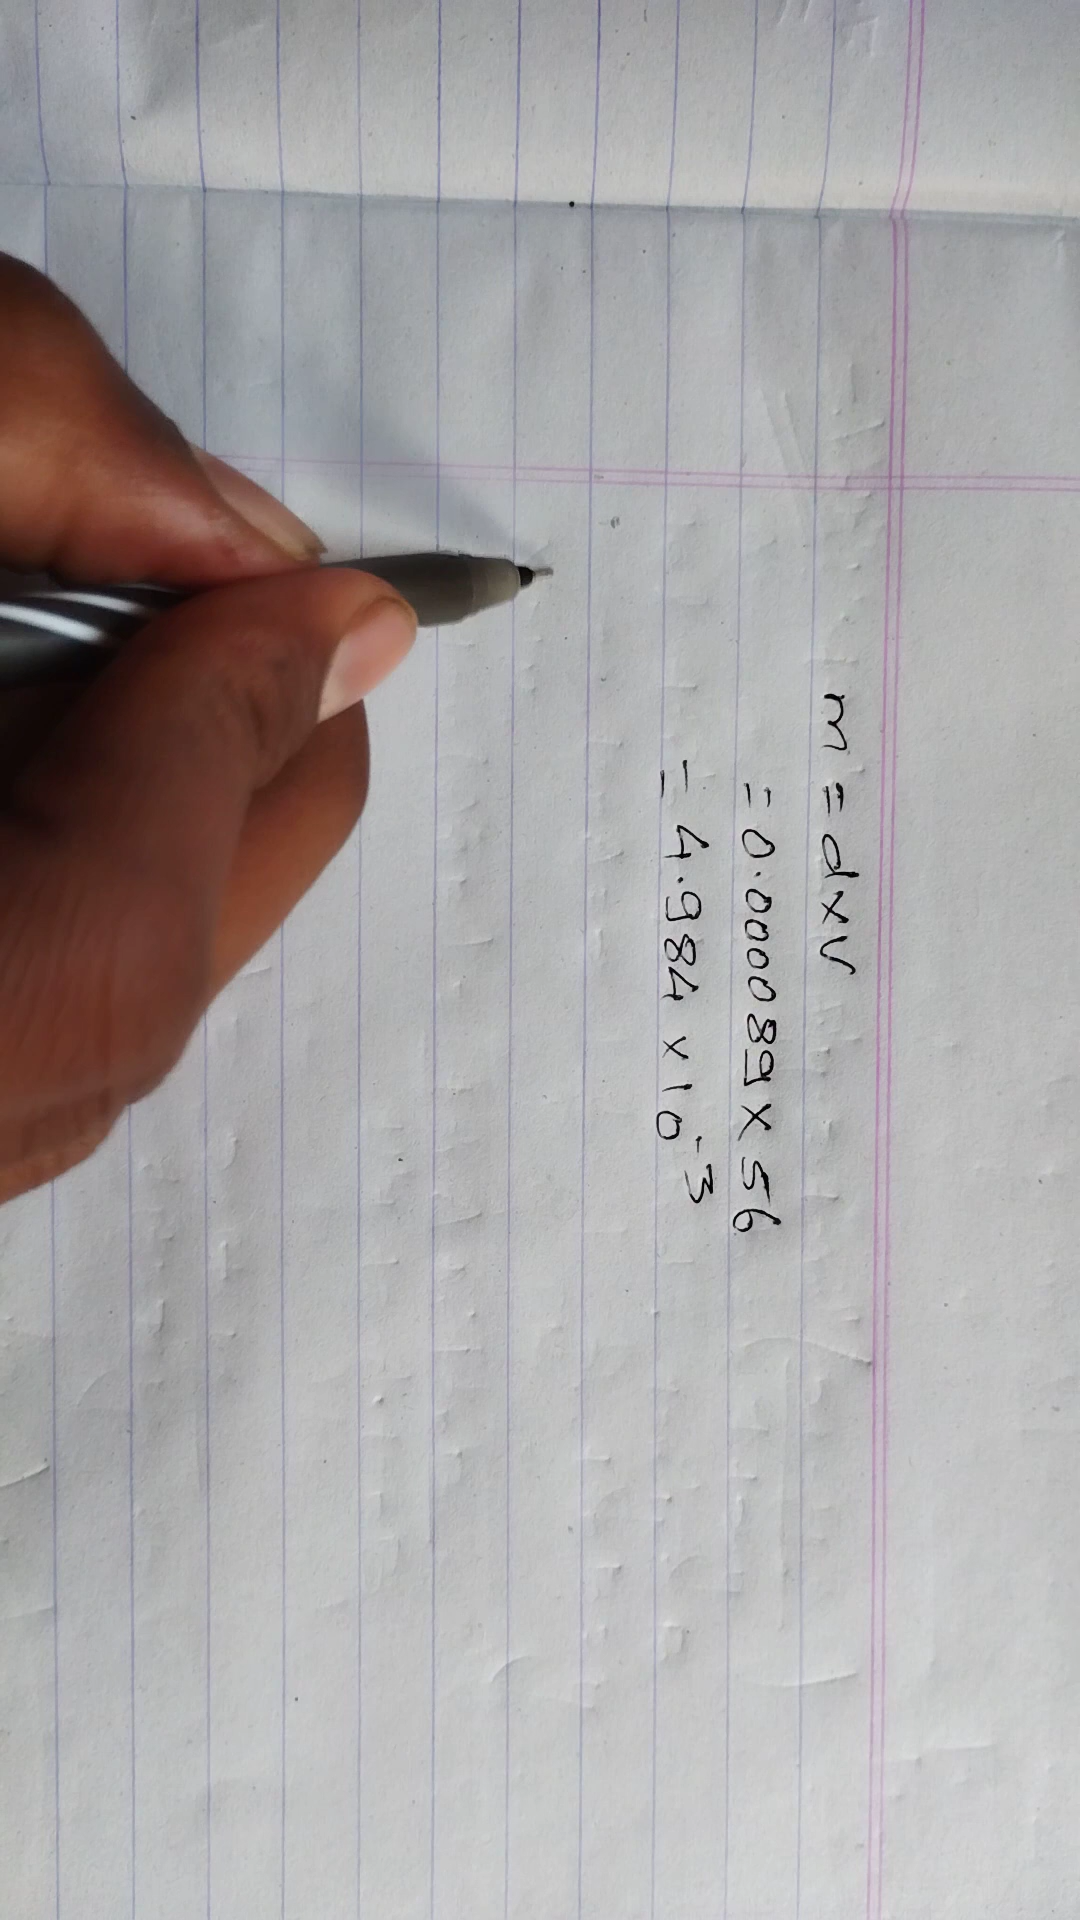 m = d x v
= 0.000089 x 56
= 4.984 x 10⁻³